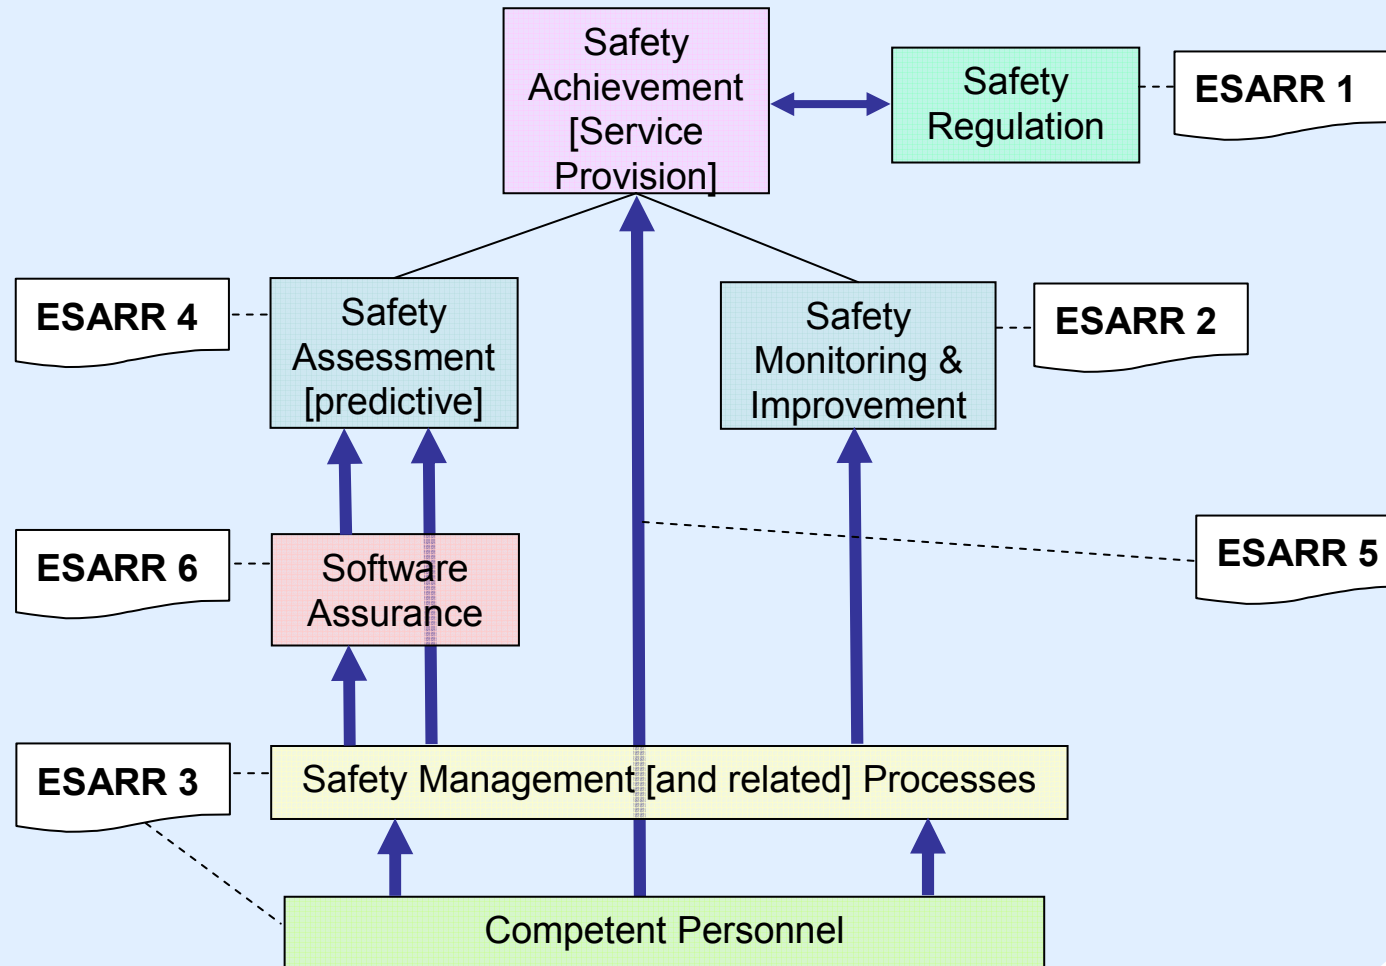 Safety
Achievement
[Service
Provision]
Safety
Regulation
ESARR 1
ESARR 4
Safety
Assessment
[predictive]
Safety
Monitoring &
Improvement
ESARR 2
ESARR 6
Software
Assurance
ESARR 5
ESARR 3
Safety Management [and related] Processes
Competent Personnel